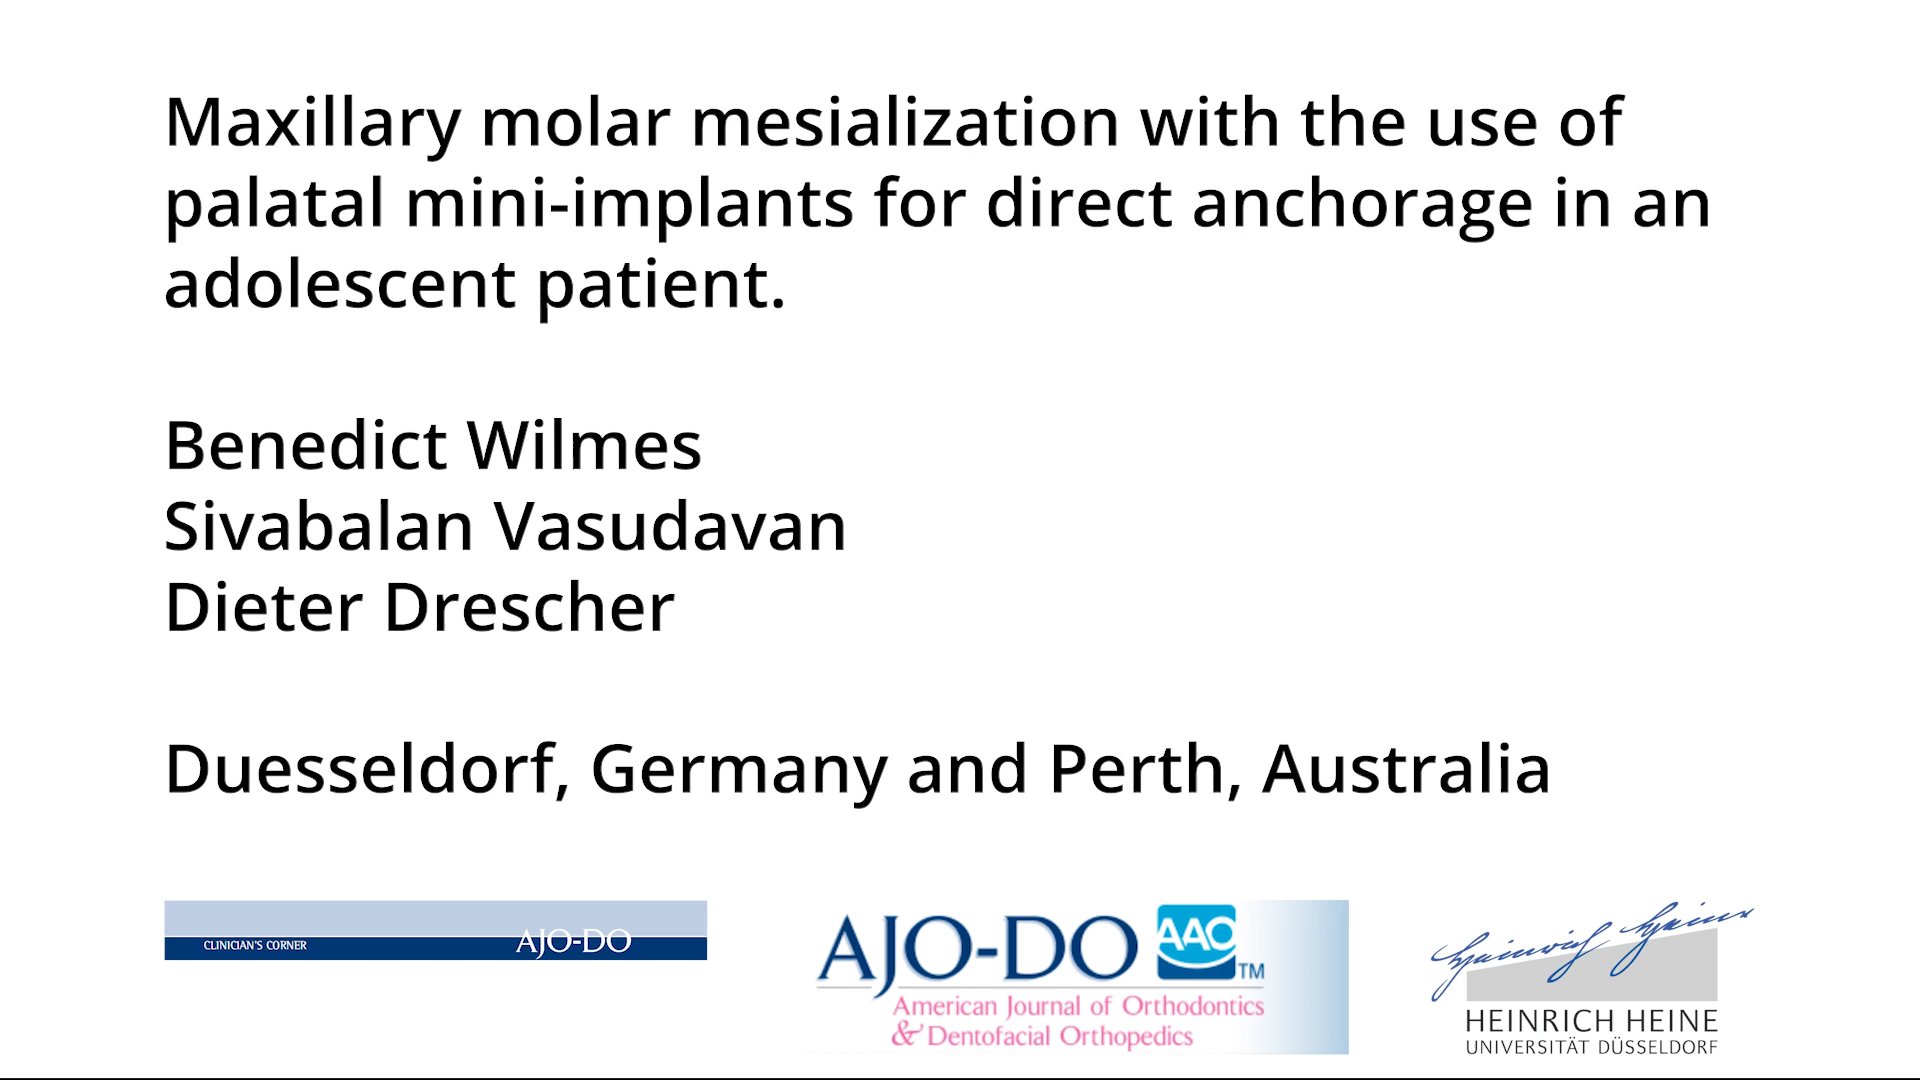 Maxillary molar mesialization with the use of
palatal mini-implants for direct anchorage in an
adolescent patient.
Benedict Wilmes
Sivabalan Vasudavan
Dieter Drescher
Duesseldorf, Germany and Perth, Australia
CLINICIAN'S CORNER
AJO-DO
AJO-DO AAO TM
American Journal of Orthodontics
& Dentofacial Orthopedics
Heinrich Heine
HEINRICH HEINE
UNIVERSITÄT DÜSSELDORF